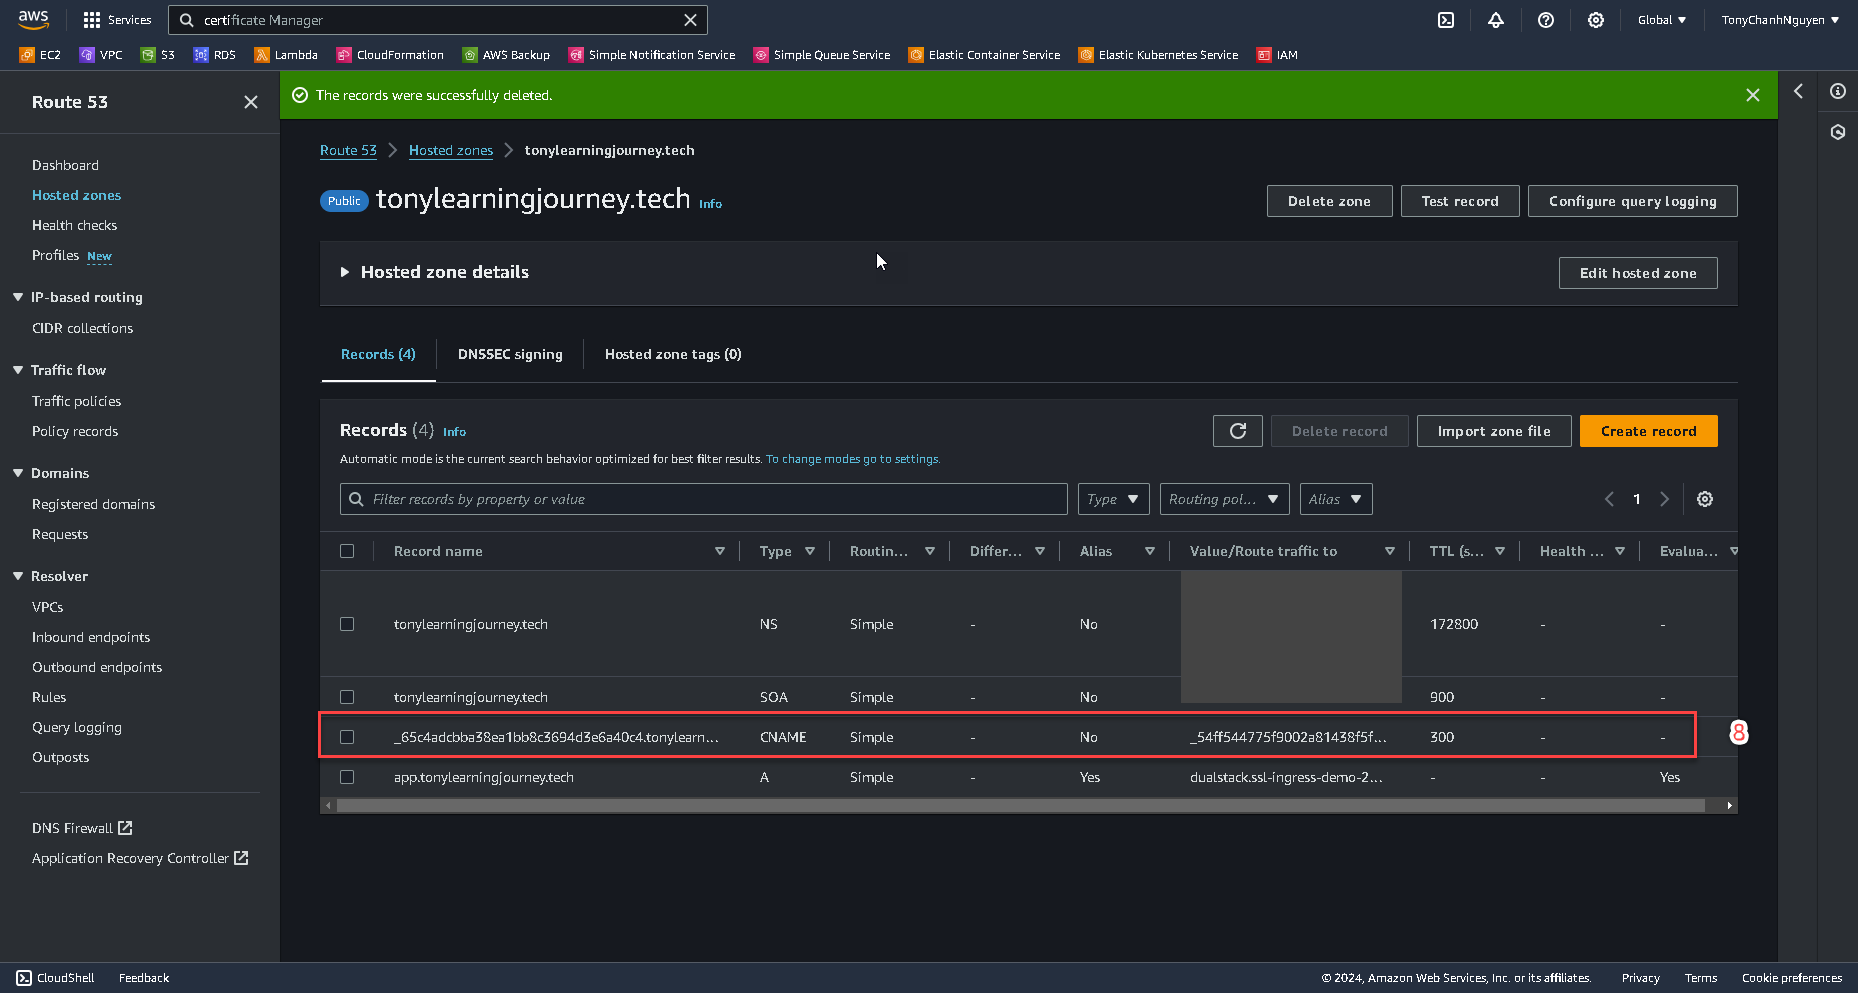 aws Services certificate Manager Global TonyChanhNguyen
EC2 VPC S3 RDS Lambda CloudFormation AWS Backup Simple Notification Service Simple Queue Service Elastic Container Service Elastic Kubernetes Service IAM
Route 53
Dashboard
Hosted zones
Health checks
Profiles New
IP-based routing
CIDR collections
Traffic flow
Traffic policies
Policy records
Domains
Registered domains
Requests
Resolver
VPCs
Inbound endpoints
Outbound endpoints
Rules
Query logging
Outposts
DNS Firewall
Application Recovery Controller
The records were successfully deleted.
Route 53 Hosted zones tonylearningjourney.tech
Public tonylearningjourney.tech Info Delete zone Test record Configure query logging
Hosted zone details Edit hosted zone
Records (4) DNSSEC signing Hosted zone tags (0)
Records (4) Info Delete record Import zone file Create record
Automatic mode is the current search behavior optimized for best filter results. To change modes go to settings.
Filter records by property or value Type Routing pol... Alias 1
Record name Type Routin... Differ... Alias Value/Route traffic to TTL (s... Health ... Evalua...
tonylearningjourney.tech NS Simple - No 172800 - -
tonylearningjourney.tech SOA Simple - No 900 - -
_65c4adcbba38ea1bb8c3694d3e6a40c4.tonylearn... CNAME Simple - No _54ff544775f9002a81438f5f... 300 - - 8
app.tonylearningjourney.tech A Simple - Yes dualstack.ssl-ingress-demo-2... - - Yes
CloudShell Feedback © 2024, Amazon Web Services, Inc. or its affiliates. Privacy Terms Cookie preferences